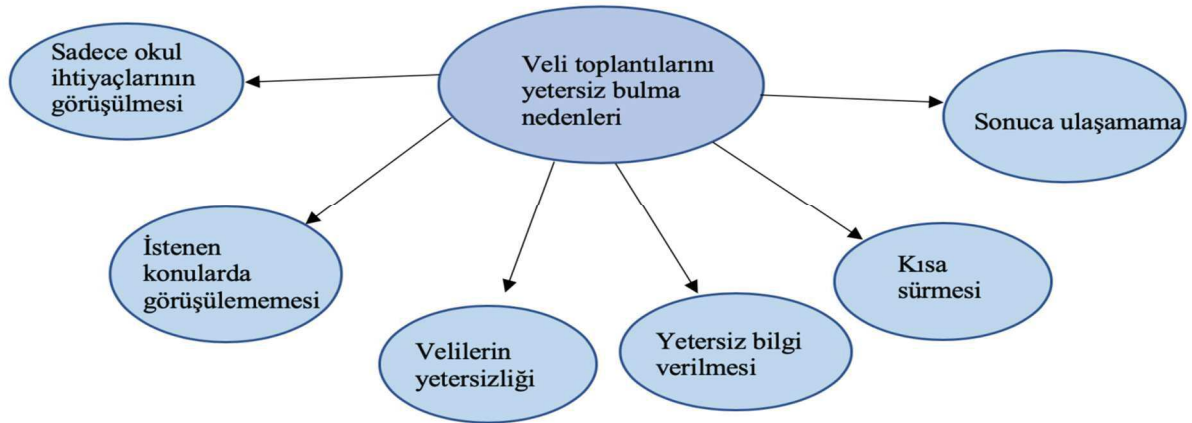 Veli toplantılarını
yetersiz bulma
nedenleri
Sadece okul
ihtiyaçlarının
görüşülmesi
İstenen
konularda
görüşülememesi
Velilerin
yetersizliği
Yetersiz bilgi
verilmesi
Kısa
sürmesi
Sonuca ulaşamama